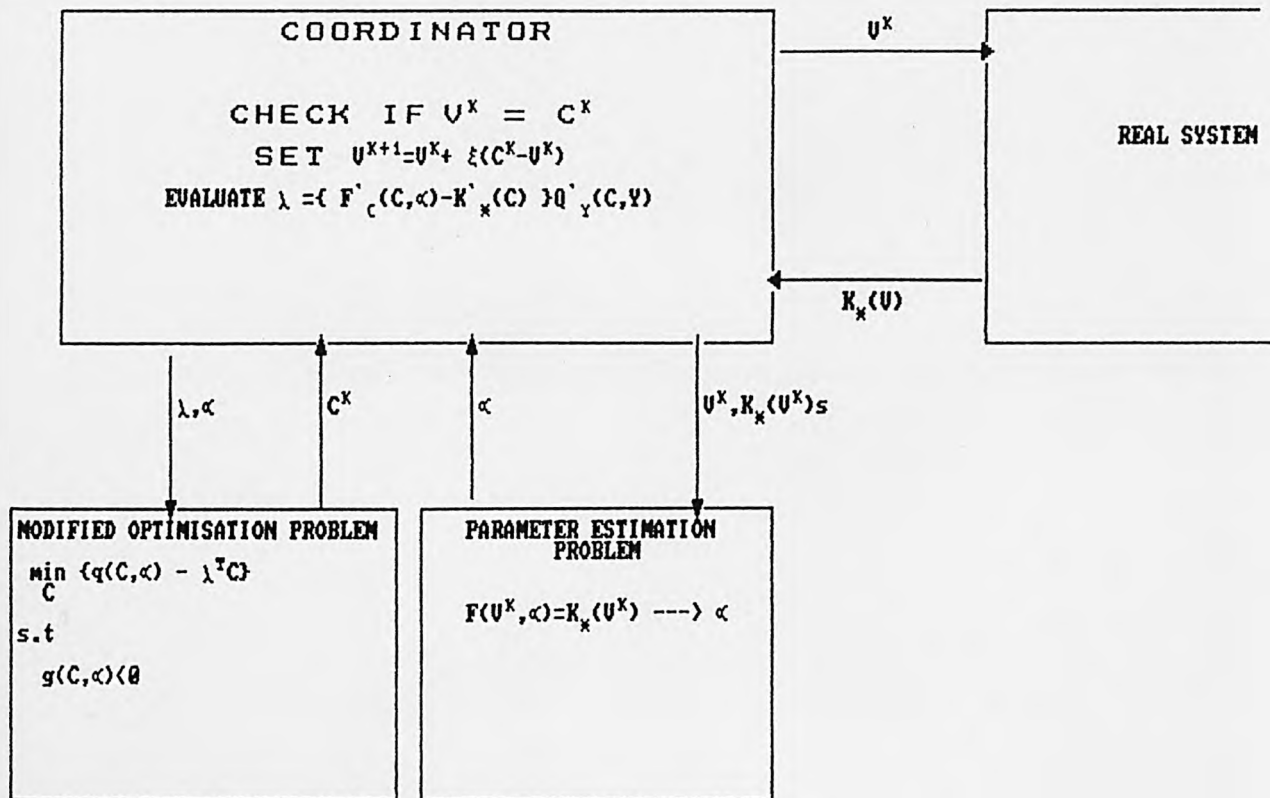 COORDINATOR
CHECK IF V^K = C^K
SET V^{K+1}=V^K+ ξ(C^K-V^K)
EVALUATE λ ={ F`_C(C,α)-K`_*(C) }Q`_Y(C,Y)
V^K
REAL SYSTEM
K_*(V)
λ,α
C^K
α
V^K,K_*(V^K)s
MODIFIED OPTIMISATION PROBLEM
min {q(C,α) - λ^T C}
C
s.t
g(C,α)<0
PARAMETER ESTIMATION
PROBLEM
F(V^K,α)=K_*(V^K) ---> α